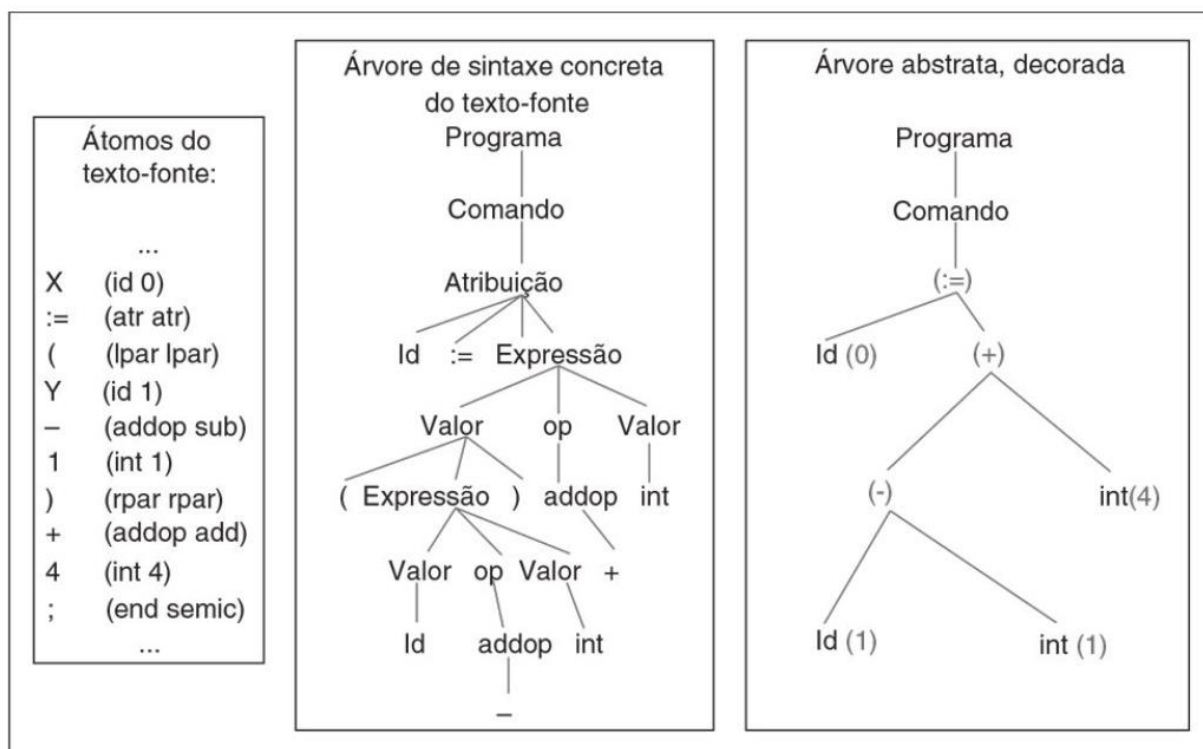 Átomos do
texto-fonte:
...
X (id 0)
:= (atr atr)
( (lpar lpar)
Y (id 1)
– (addop sub)
1 (int 1)
) (rpar rpar)
+ (addop add)
4 (int 4)
; (end semic)
...
Árvore de sintaxe concreta
do texto-fonte
Programa
Comando
Atribuição
Id := Expressão
Valor op Valor
( Expressão ) addop int
Valor op Valor +
Id addop int
–
Árvore abstrata, decorada
Programa
Comando
(:=)
Id (0) (+)
(-) int(4)
Id (1) int (1)